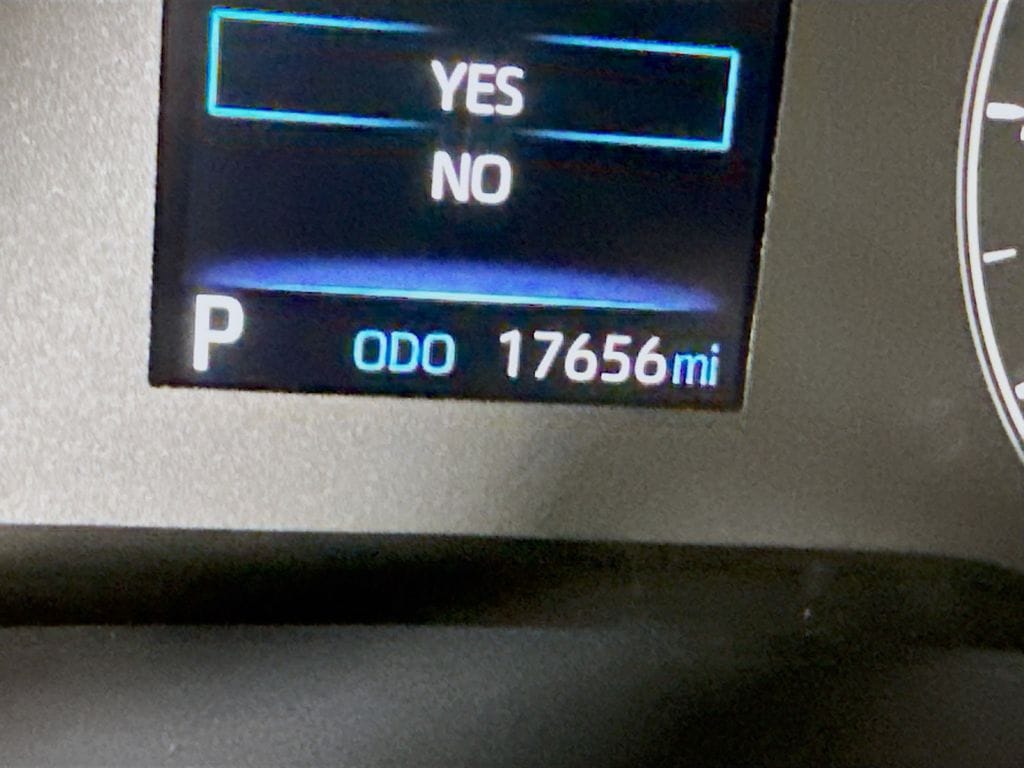 YES
NO
P ODO 17656mi